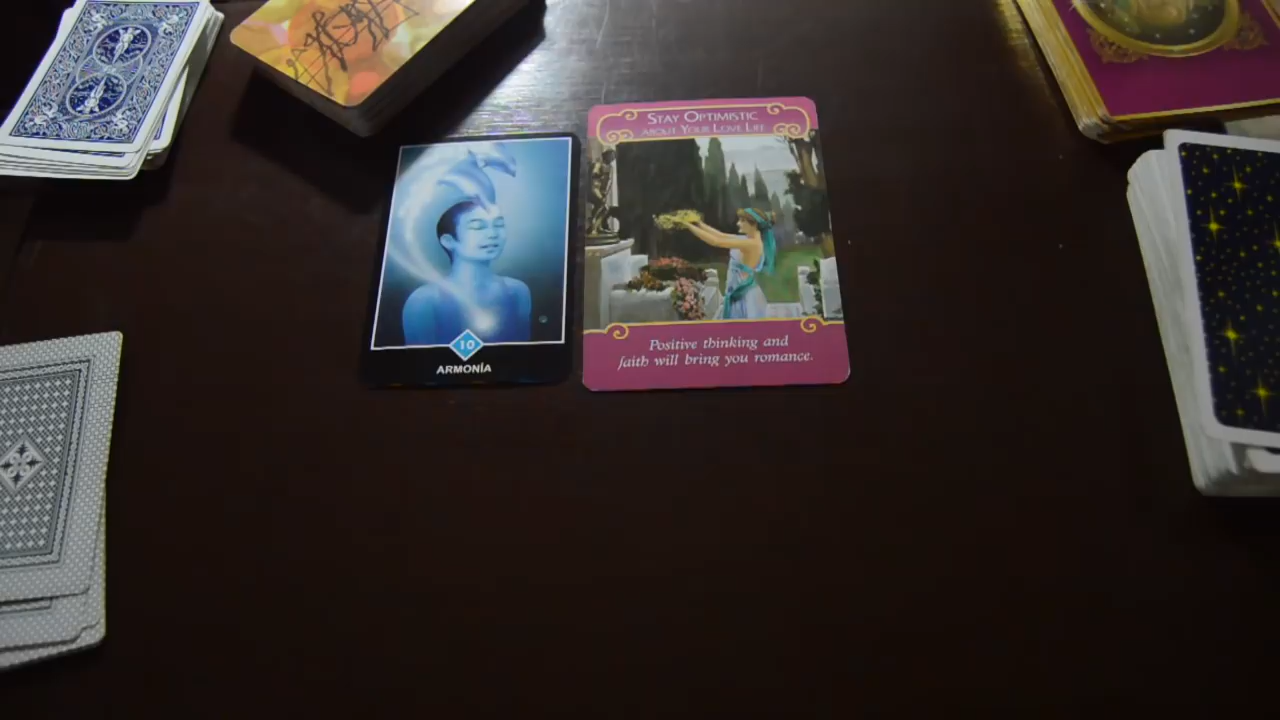 10
ARMONÍA
STAY OPTIMISTIC
ABOUT YOUR LOVE LIFE
Positive thinking and
faith will bring you romance.